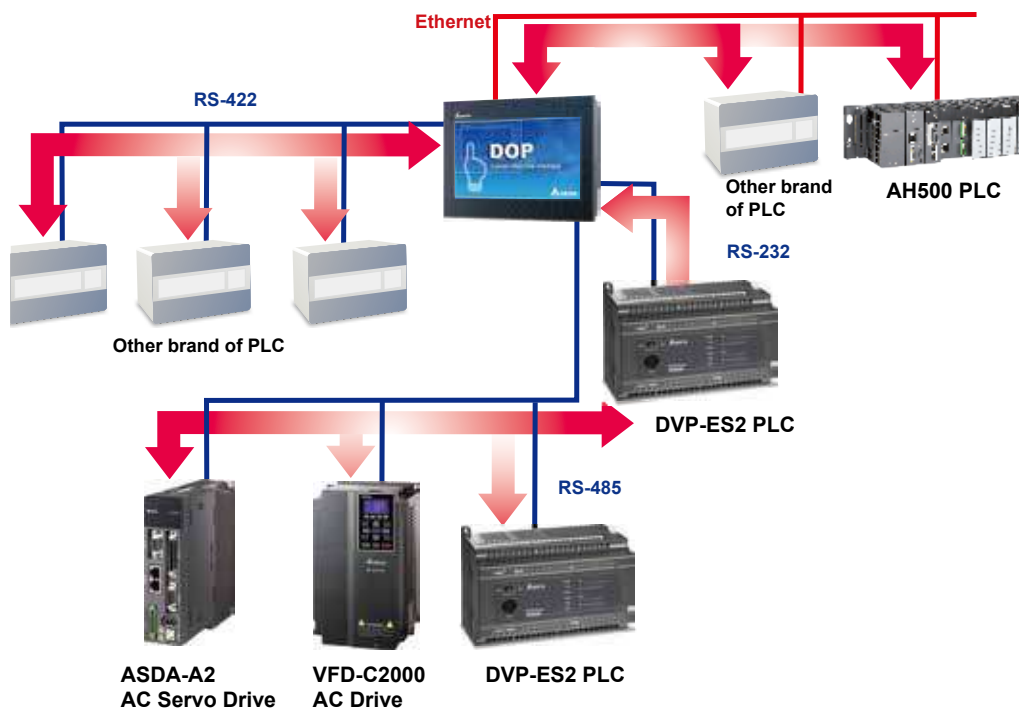 Ethernet
RS-422
DOP
Other brand
of PLC
AH500 PLC
RS-232
Other brand of PLC
DVP-ES2 PLC
RS-485
ASDA-A2
AC Servo Drive
VFD-C2000
AC Drive
DVP-ES2 PLC